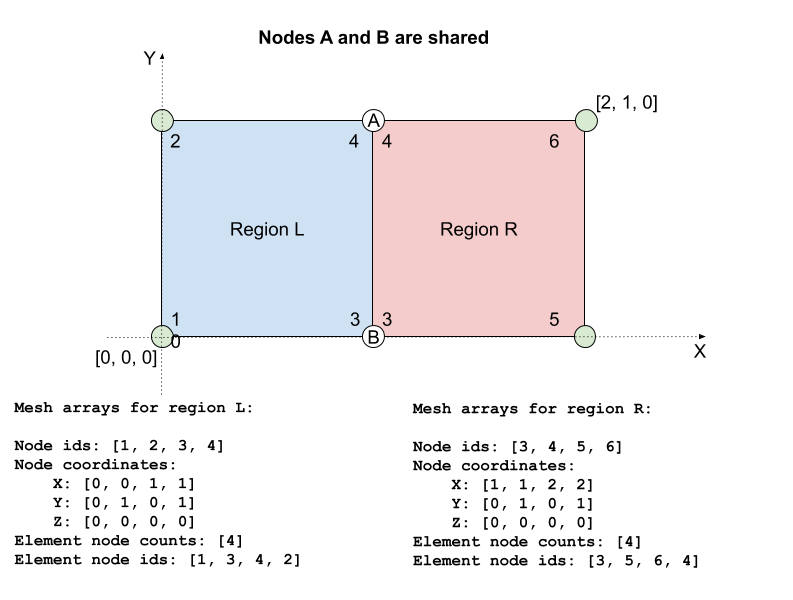 Nodes A and B are shared
Y
[2, 1, 0]
A
2
4
4
6
Region L
Region R
1
3
3
5
0
B
[0, 0, 0]
X
Mesh arrays for region L:
Node ids: [1, 2, 3, 4]
Node coordinates:
X: [0, 0, 1, 1]
Y: [0, 1, 0, 1]
Z: [0, 0, 0, 0]
Element node counts: [4]
Element node ids: [1, 3, 4, 2]
Mesh arrays for region R:
Node ids: [3, 4, 5, 6]
Node coordinates:
X: [1, 1, 2, 2]
Y: [0, 1, 0, 1]
Z: [0, 0, 0, 0]
Element node counts: [4]
Element node ids: [3, 5, 6, 4]